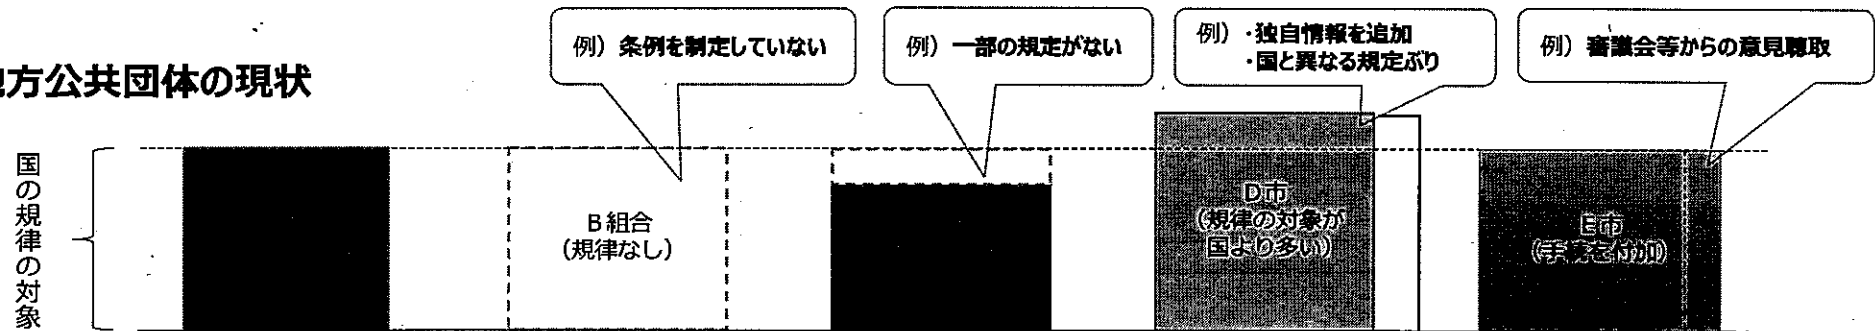 方公共団体の現状
例) 条例を制定していない
例) 一部の規定がない
例) ・独自情報を追加
・国と異なる規定ぶり
例) 審議会等からの意見聴取
国の規律の対象
B組合
(規律なし)
D市
(規律の対象が
国より多い)
E市
(手続を付加)